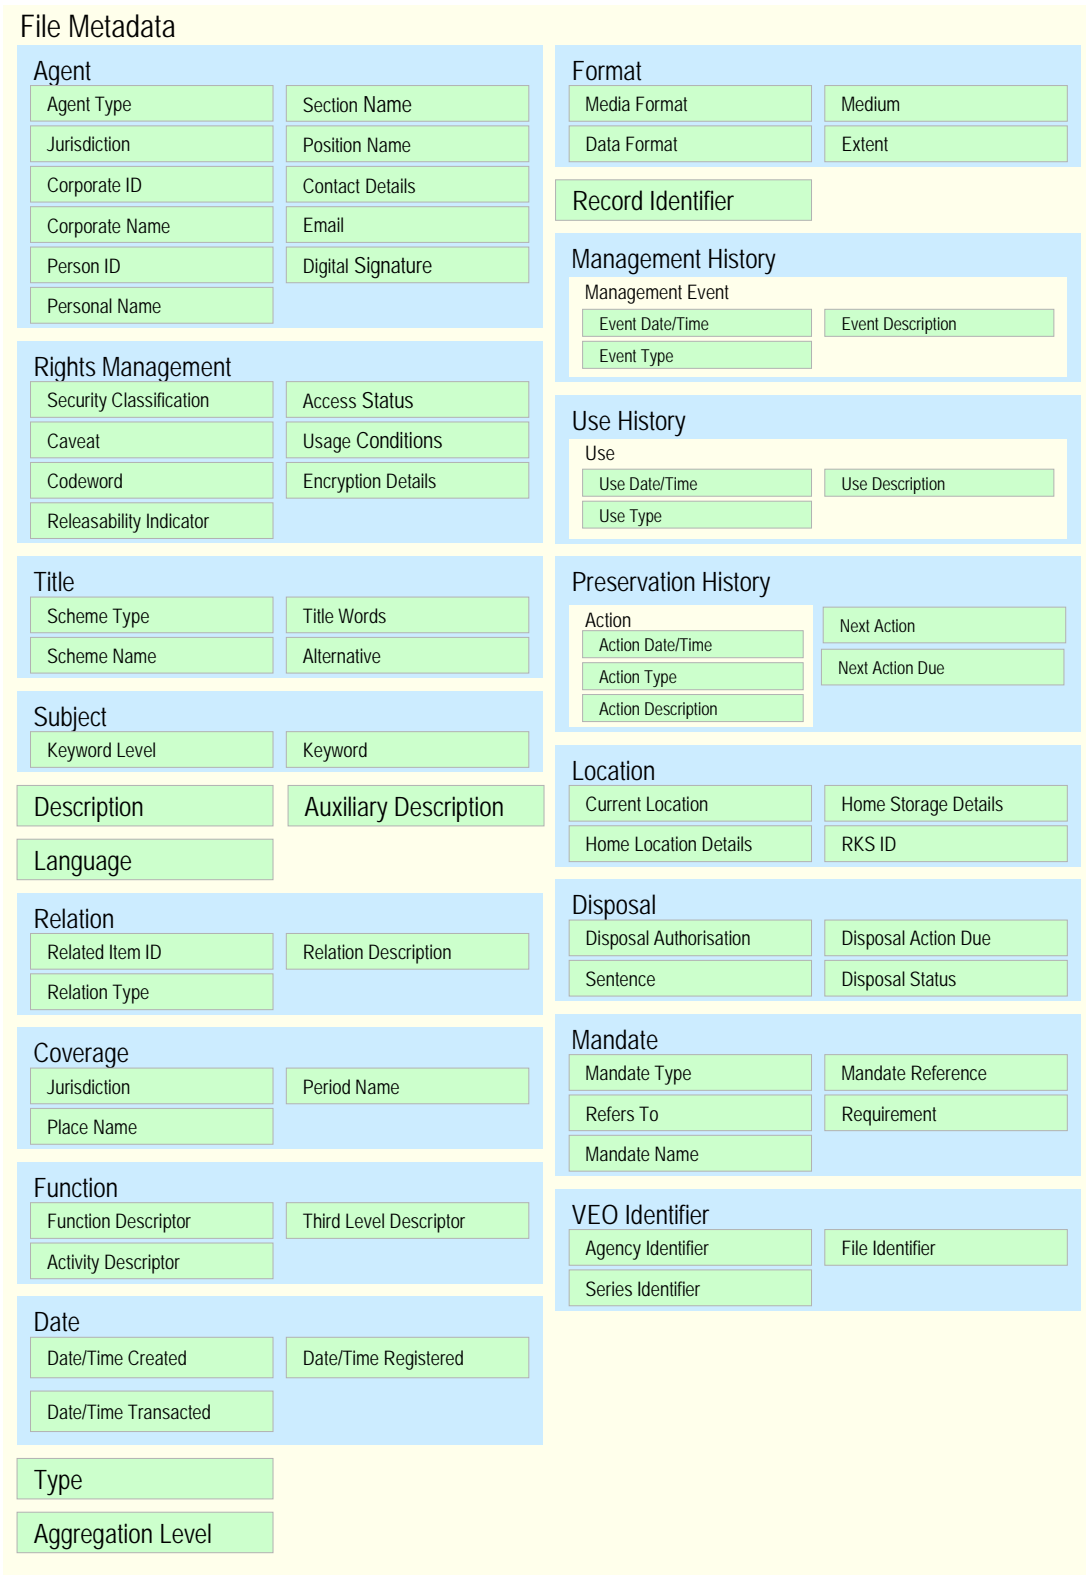 File Metadata
Agent
Agent Type
Section Name
Jurisdiction
Position Name
Corporate ID
Contact Details
Corporate Name
Email
Person ID
Digital Signature
Personal Name
Rights Management
Security Classification
Access Status
Caveat
Usage Conditions
Codeword
Encryption Details
Releasability Indicator
Title
Scheme Type
Title Words
Scheme Name
Alternative
Subject
Keyword Level
Keyword
Description
Auxiliary Description
Language
Relation
Related Item ID
Relation Description
Relation Type
Coverage
Jurisdiction
Period Name
Place Name
Function
Function Descriptor
Third Level Descriptor
Activity Descriptor
Date
Date/Time Created
Date/Time Registered
Date/Time Transacted
Type
Aggregation Level
Format
Media Format
Medium
Data Format
Extent
Record Identifier
Management History
Management Event
Event Date/Time
Event Description
Event Type
Use History
Use
Use Date/Time
Use Description
Use Type
Preservation History
Action
Action Date/Time
Action Type
Action Description
Next Action
Next Action Due
Location
Current Location
Home Storage Details
Home Location Details
RKS ID
Disposal
Disposal Authorisation
Disposal Action Due
Sentence
Disposal Status
Mandate
Mandate Type
Mandate Reference
Refers To
Requirement
Mandate Name
VEO Identifier
Agency Identifier
File Identifier
Series Identifier